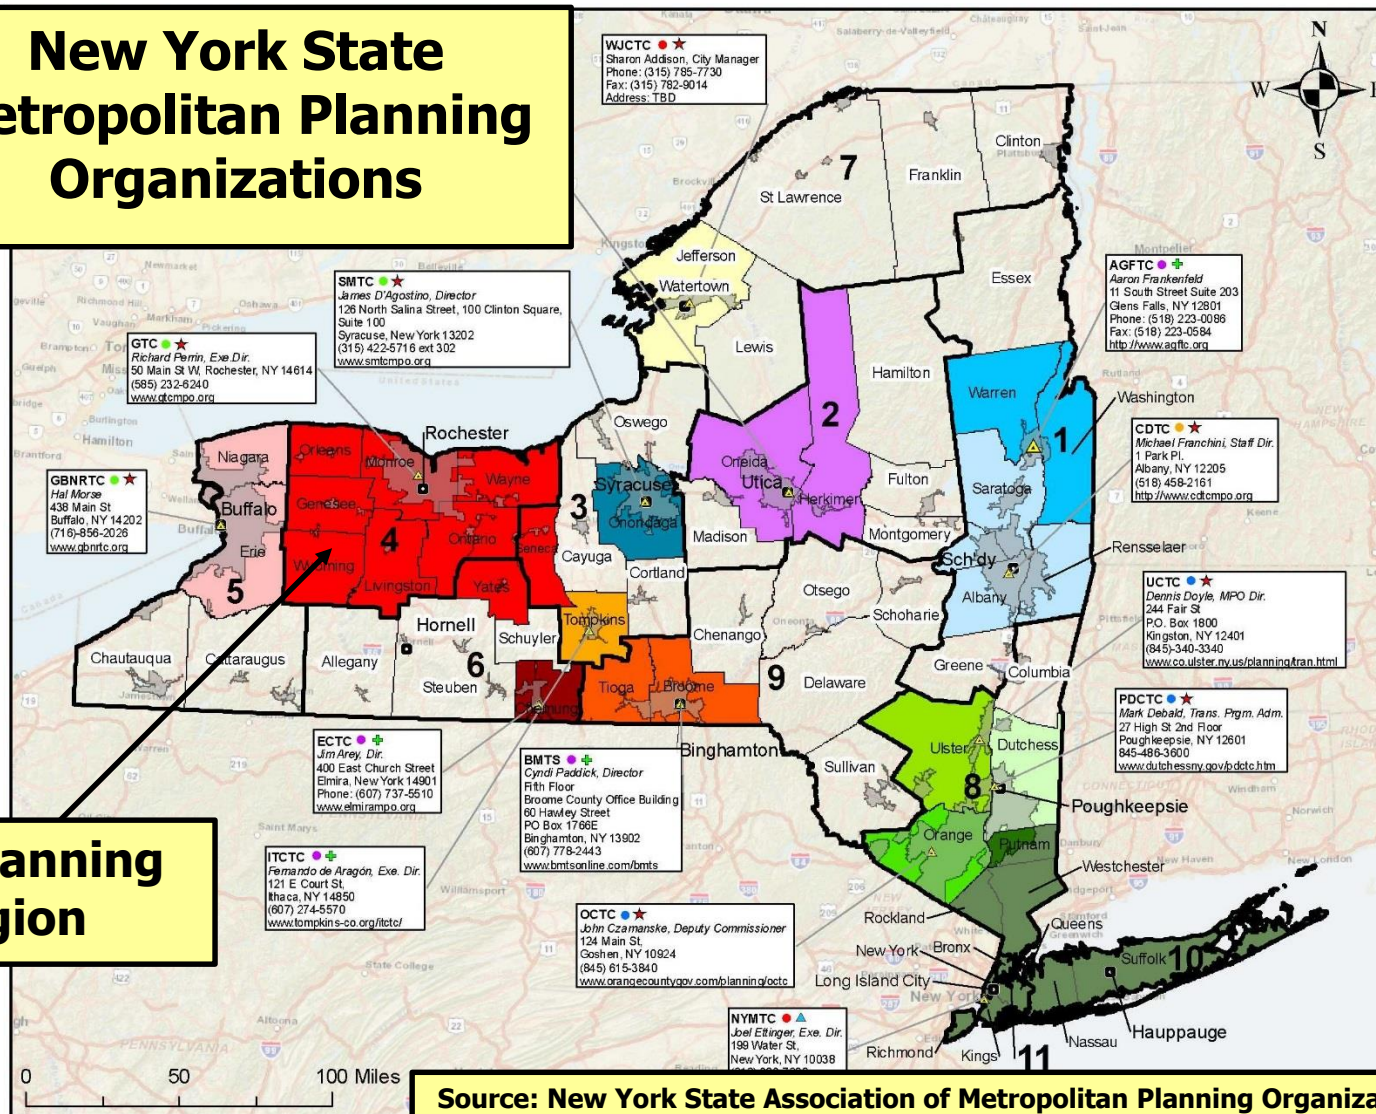 New York State
etropolitan Planning
Organizations
WJCTC
Sharon Addison, City Manager
Phone: (315) 785-7730
Fax: (315) 782-9014
Address: TBD
N
W
S
SMTC
James D'Agostino, Director
126 North Salina Street, 100 Clinton Square,
Suite 100
Syracuse, New York 13202
(315) 422-5716 ext 302
www.smtcmpo.org
GTC
Richard Perrin, Exe.Dir.
50 Main St W, Rochester, NY 14614
(585) 232-6240
www.gtcmpo.org
AGFTC
Aaron Frankenfeld
11 South Street Suite 203
Glens Falls, NY 12801
Phone: (518) 223-0086
Fax: (518) 223-0584
http://www.agftc.org
CDTC
Michael Franchini, Staff Dir.
1 Park Pl.
Albany, NY 12205
(518) 458-2161
http://www.cdtcmpo.org
GBNRTC
Hal Morse
438 Main St
Buffalo, NY 14202
(716)-856-2026
www.gbnrtc.org
UCTC
Dennis Doyle, MPO Dir.
244 Fair St
P.O. Box 1800
Kingston, NY 12401
(845)-340-3340
www.co.ulster.ny.us/planning/tran.html
PDCTC
Mark Debald, Trans. Prgm. Adm.
27 High St 2nd Floor
Poughkeepsie, NY 12601
845-486-3600
www.dutchessny.gov/pdctc.htm
ECTC
Jim Arey, Dir.
400 East Church Street
Elmira, New York 14901
Phone: (607) 737-5510
www.elmirampo.org
BMTS
Cyndi Paddick, Director
Fifth Floor
Broome County Office Building
60 Hawley Street
PO Box 1766E
Binghamton, NY 13902
(607) 778-2443
www.bmtsonline.com/bmts
ITCTC
Fernando de Aragón, Exe. Dir.
121 E Court St,
Ithaca, NY 14850
(607) 274-5570
www.tompkins-co.org/itctc/
OCTC
John Czamanske, Deputy Commissioner
124 Main St,
Goshen, NY 10924
(845) 615-3840
www.orangecountygov.com/planning/octc
NYMTC
Joel Ettinger, Exe. Dir.
199 Water St,
New York, NY 10038
Clinton
Franklin
St Lawrence
7
Essex
Jefferson
Watertown
Lewis
Hamilton
Warren
Washington
1
2
Oswego
Oneida
Utica
Herkimer
Fulton
Montgomery
Saratoga
Sch'dy
Rensselaer
Albany
Rochester
Niagara
Orleans
Monroe
Wayne
Genesee
Buffalo
Erie
5
Wyoming
4
Livingston
Ontario
Yates
Seneca
3
Syracuse
Onondaga
Cayuga
Cortland
Madison
Otsego
Schoharie
Chenango
Tompkins
Schuyler
Hornell
6
Steuben
Allegany
Cattaraugus
Chautauqua
Chemung
Tioga
Broome
Binghamton
9
Delaware
Greene
Columbia
Sullivan
Ulster
8
Dutchess
Poughkeepsie
Orange
Putnam
Westchester
Rockland
New York
Bronx
Queens
Long Island City
Suffolk
10
Hauppauge
Nassau
Kings
11
Richmond
anning
gion
0 50 100 Miles
Source: New York State Association of Metropolitan Planning Organiza